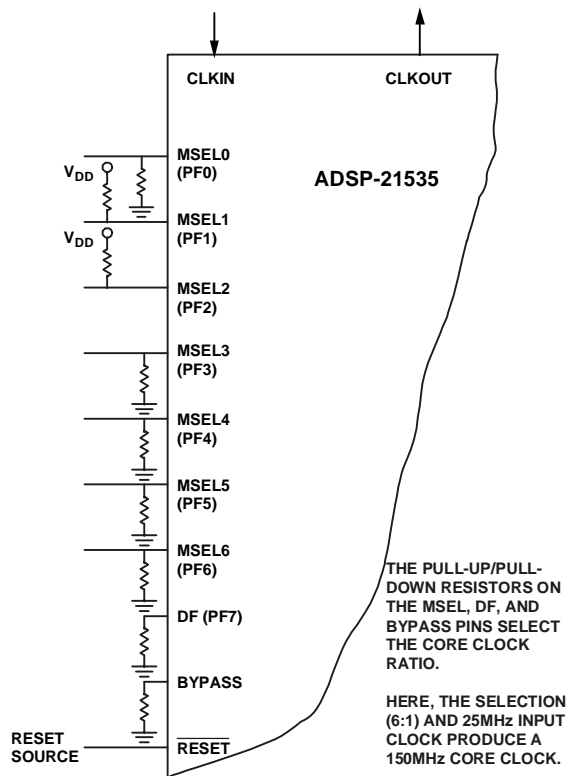 CLKIN
CLKOUT
ADSP-21535
MSEL0
(PF0)
VDD
MSEL1
(PF1)
VDD
MSEL2
(PF2)
MSEL3
(PF3)
MSEL4
(PF4)
MSEL5
(PF5)
MSEL6
(PF6)
DF (PF7)
BYPASS
RESET
SOURCE
RESET
THE PULL-UP/PULL-
DOWN RESISTORS ON
THE MSEL, DF, AND
BYPASS PINS SELECT
THE CORE CLOCK
RATIO.
HERE, THE SELECTION
(6:1) AND 25MHz INPUT
CLOCK PRODUCE A
150MHz CORE CLOCK.